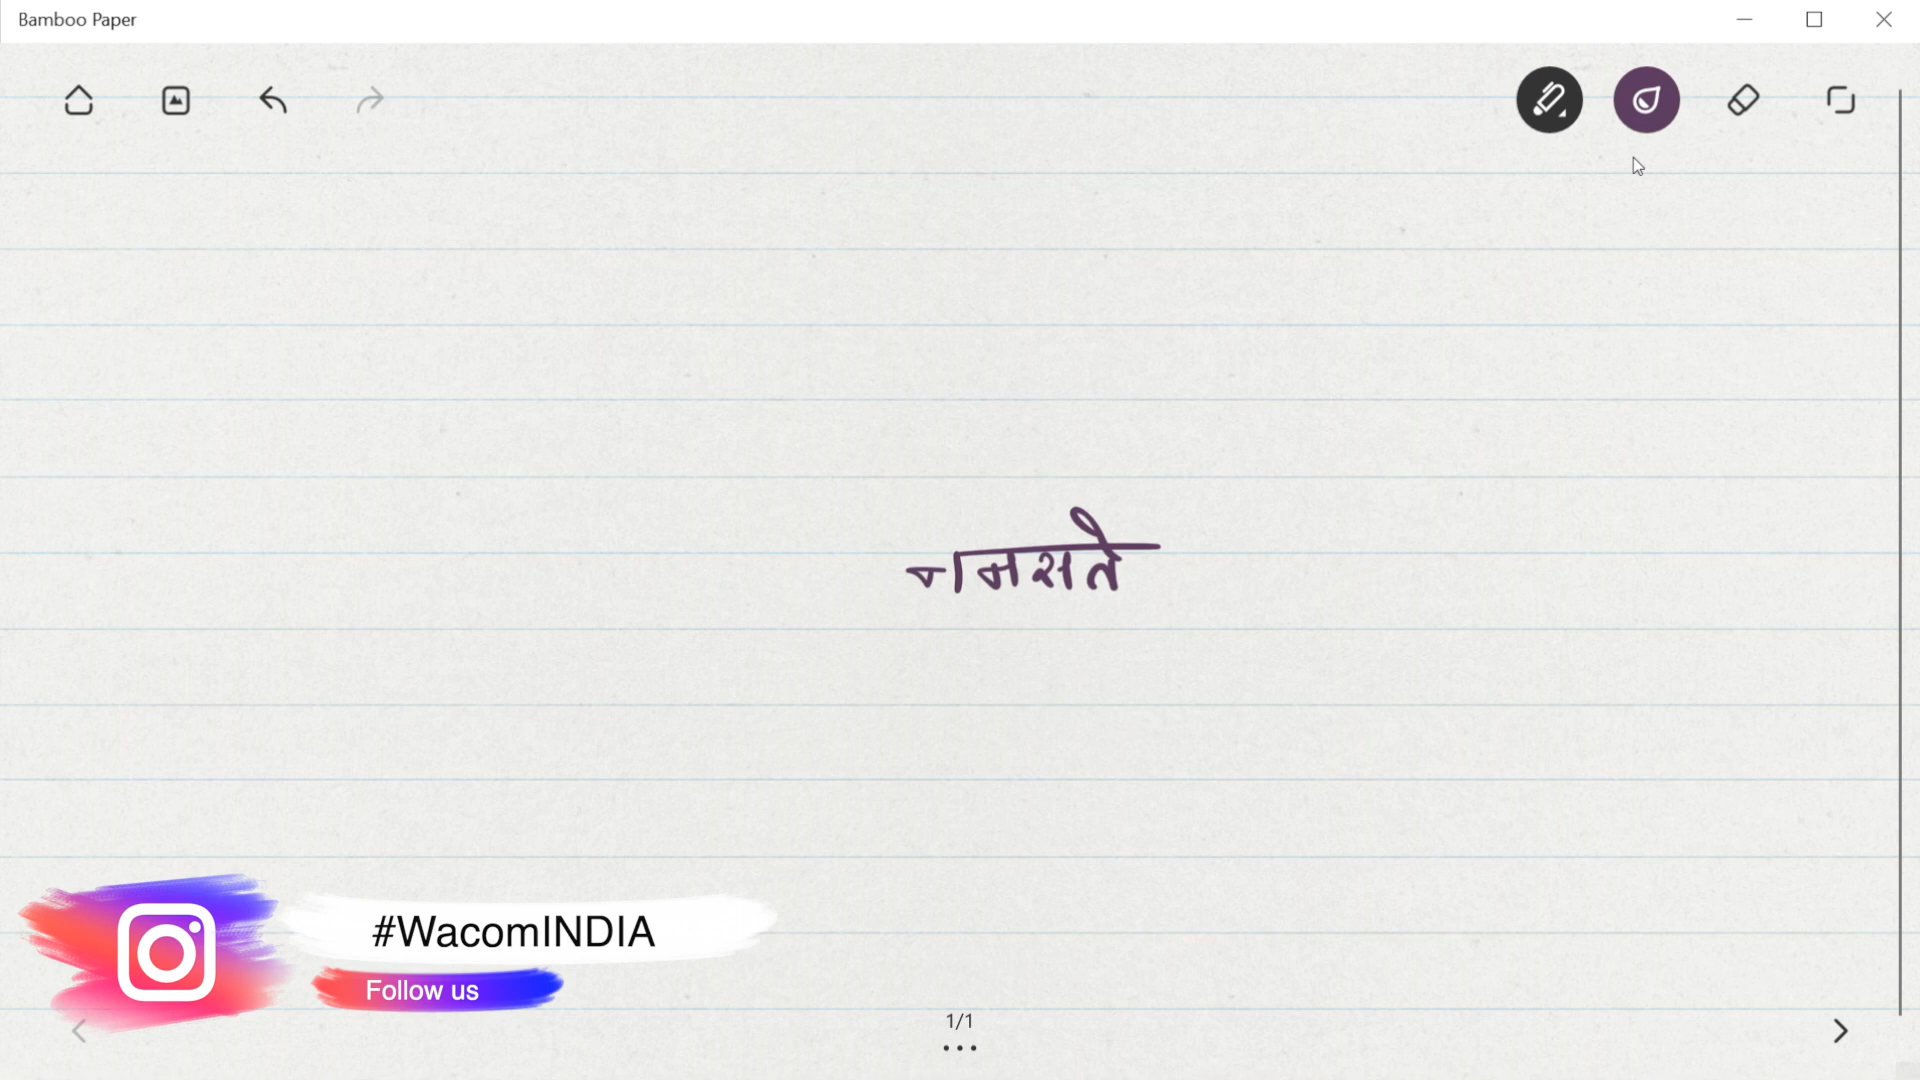 Bamboo Paper
नमस्ते
#WacomINDIA
Follow us
1/1